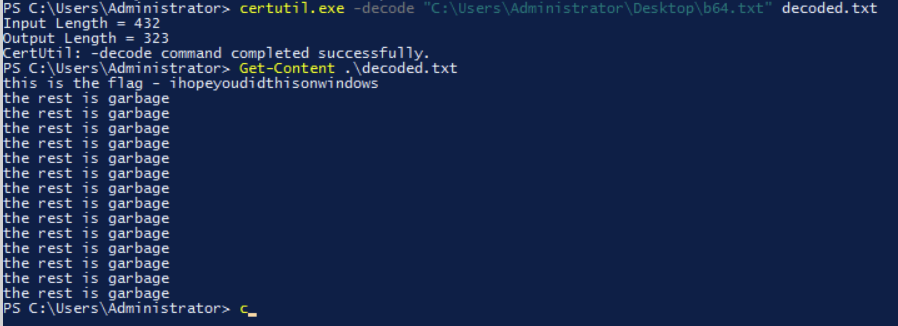 PS C:\Users\Administrator> certutil.exe -decode "C:\Users\Administrator\Desktop\b64.txt" decoded.txt
Input Length = 432
Output Length = 323
CertUtil: -decode command completed successfully.
PS C:\Users\Administrator> Get-Content .\decoded.txt
this is the flag - ihopeyoudidthisonwindows
the rest is garbage
the rest is garbage
the rest is garbage
the rest is garbage
the rest is garbage
the rest is garbage
the rest is garbage
the rest is garbage
the rest is garbage
the rest is garbage
the rest is garbage
the rest is garbage
the rest is garbage
the rest is garbage
PS C:\Users\Administrator> c_